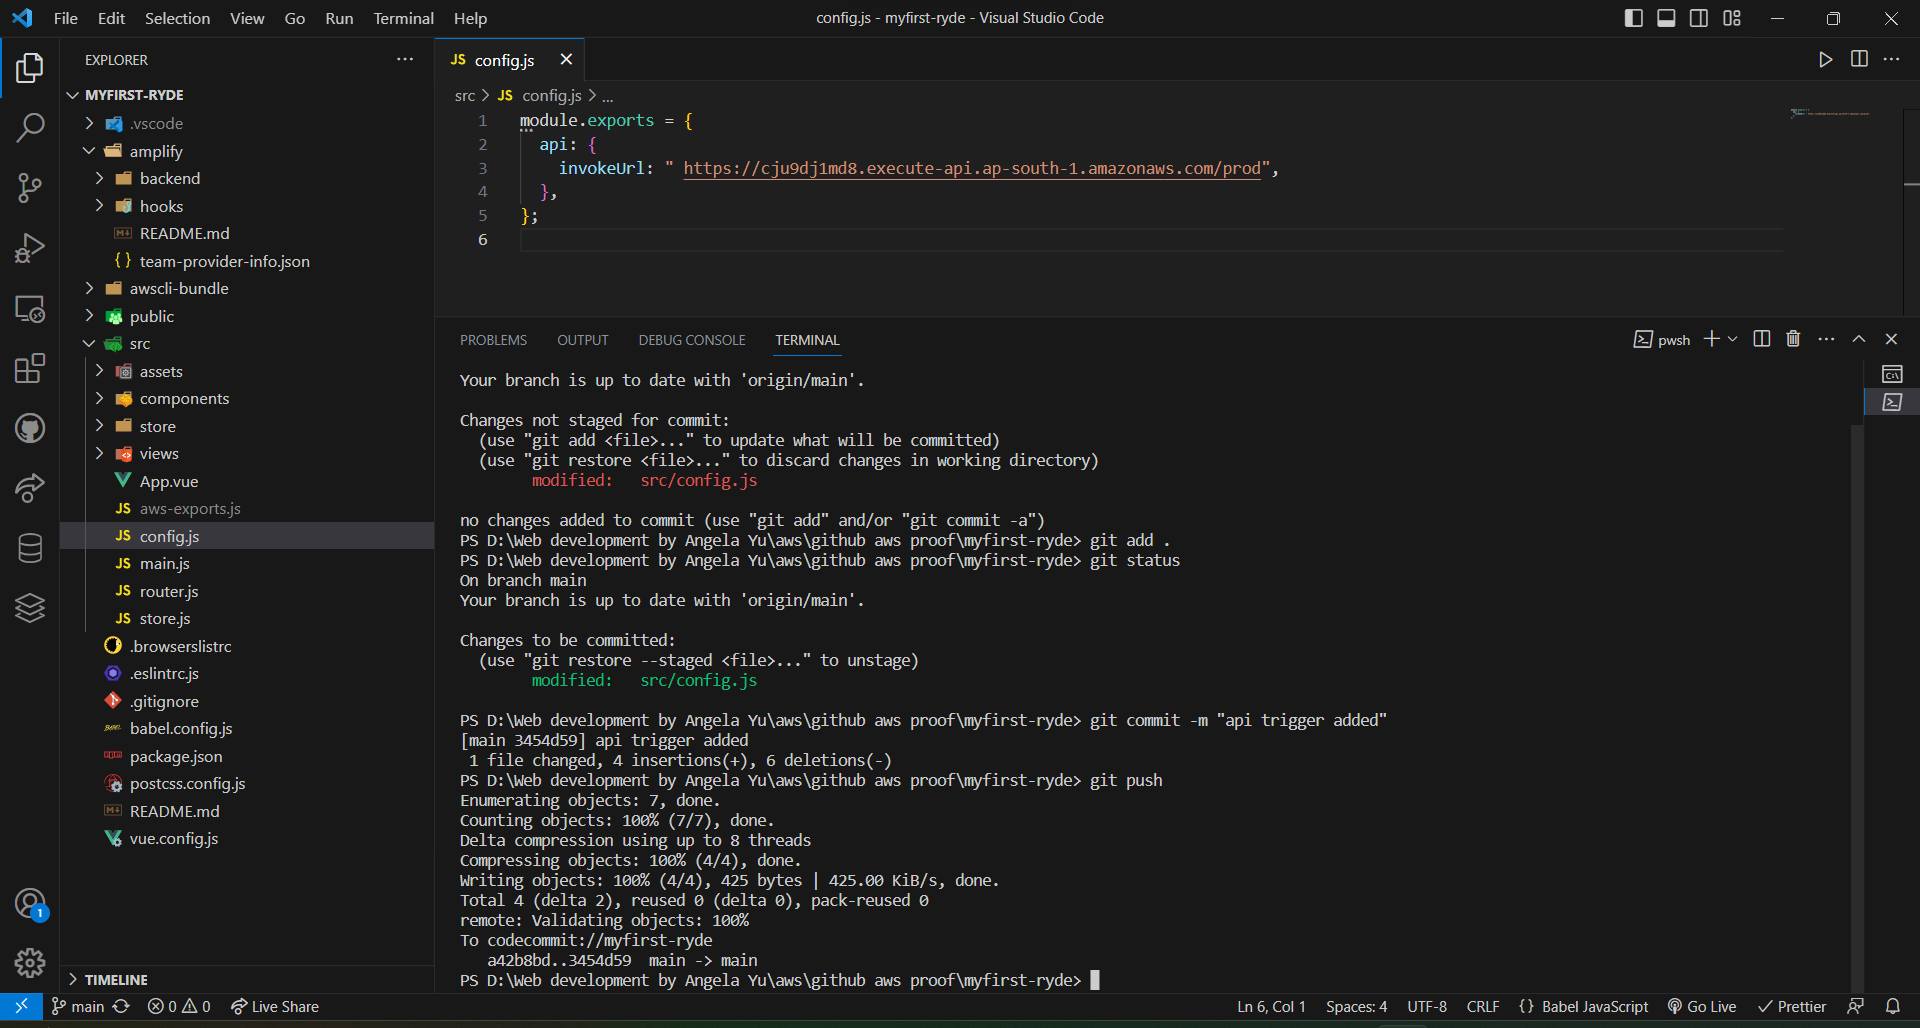 File Edit Selection View Go Run Terminal Help
config.js - myfirst-ryde - Visual Studio Code
EXPLORER
MYFIRST-RYDE
.vscode
amplify
backend
hooks
README.md
team-provider-info.json
awscli-bundle
public
src
assets
components
store
views
App.vue
JS aws-exports.js
JS config.js
JS main.js
JS router.js
JS store.js
.browserslistrc
.eslintrc.js
.gitignore
babel.config.js
package.json
postcss.config.js
README.md
vue.config.js
TIMELINE
JS config.js
src > JS config.js > ...
1 module.exports = {
2 api: {
3 invokeUrl: " https://cju9dj1md8.execute-api.ap-south-1.amazonaws.com/prod",
4 },
5 };
6
PROBLEMS OUTPUT DEBUG CONSOLE TERMINAL
pwsh
Your branch is up to date with 'origin/main'.
Changes not staged for commit:
(use "git add <file>..." to update what will be committed)
(use "git restore <file>..." to discard changes in working directory)
modified: src/config.js
no changes added to commit (use "git add" and/or "git commit -a")
PS D:\Web development by Angela Yu\aws\github aws proof\myfirst-ryde> git add .
PS D:\Web development by Angela Yu\aws\github aws proof\myfirst-ryde> git status
On branch main
Your branch is up to date with 'origin/main'.
Changes to be committed:
(use "git restore --staged <file>..." to unstage)
modified: src/config.js
PS D:\Web development by Angela Yu\aws\github aws proof\myfirst-ryde> git commit -m "api trigger added"
[main 3454d59] api trigger added
1 file changed, 4 insertions(+), 6 deletions(-)
PS D:\Web development by Angela Yu\aws\github aws proof\myfirst-ryde> git push
Enumerating objects: 7, done.
Counting objects: 100% (7/7), done.
Delta compression using up to 8 threads
Compressing objects: 100% (4/4), done.
Writing objects: 100% (4/4), 425 bytes | 425.00 KiB/s, done.
Total 4 (delta 2), reused 0 (delta 0), pack-reused 0
remote: Validating objects: 100%
To codecommit://myfirst-ryde
a42b8bd..3454d59 main -> main
PS D:\Web development by Angela Yu\aws\github aws proof\myfirst-ryde>
1
main 0 0 Live Share
Ln 6, Col 1 Spaces: 4 UTF-8 CRLF {} Babel JavaScript Go Live Prettier